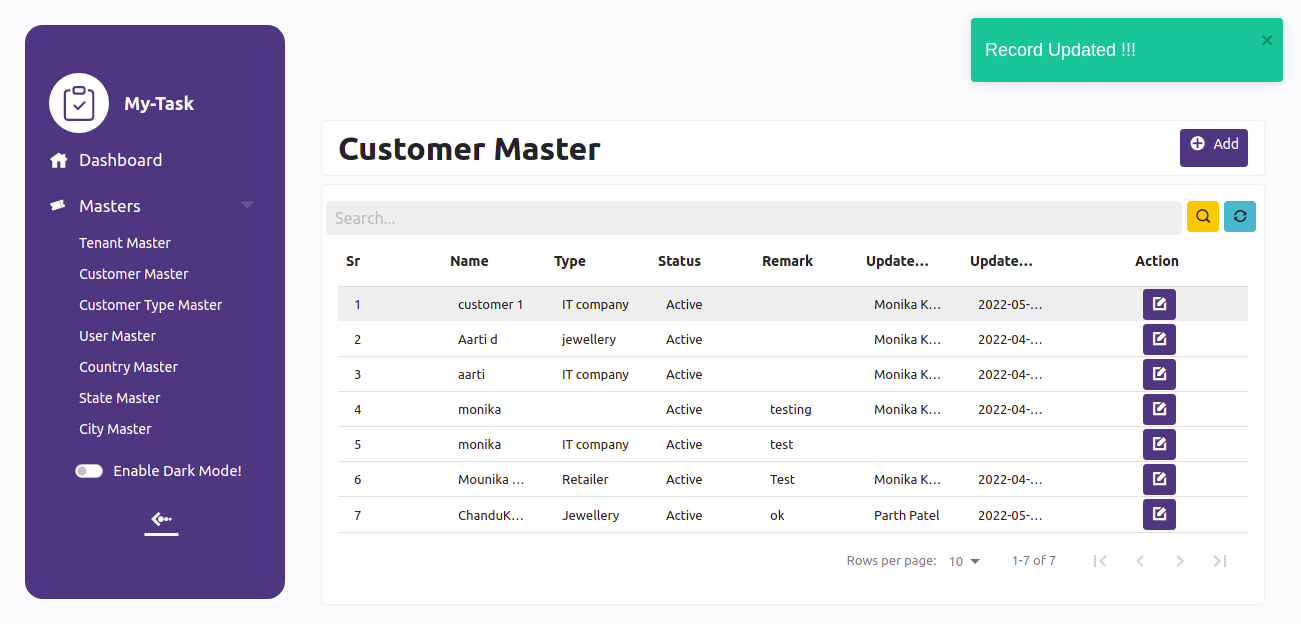 Record Updated !!!
×
My-Task
Dashboard
Masters
Tenant Master
Customer Master
Customer Type Master
User Master
Country Master
State Master
City Master
Enable Dark Mode!
Customer Master
Add
Search...
Sr Name Type Status Remark Update... Update... Action
1 customer 1 IT company Active Monika K... 2022-05-...
2 Aarti d jewellery Active Monika K... 2022-04-...
3 aarti IT company Active Monika K... 2022-04-...
4 monika Active testing Monika K... 2022-04-...
5 monika IT company Active test
6 Mounika ... Retailer Active Test Monika K... 2022-04-...
7 ChanduK... Jewellery Active ok Parth Patel 2022-05-...
Rows per page: 10 1-7 of 7